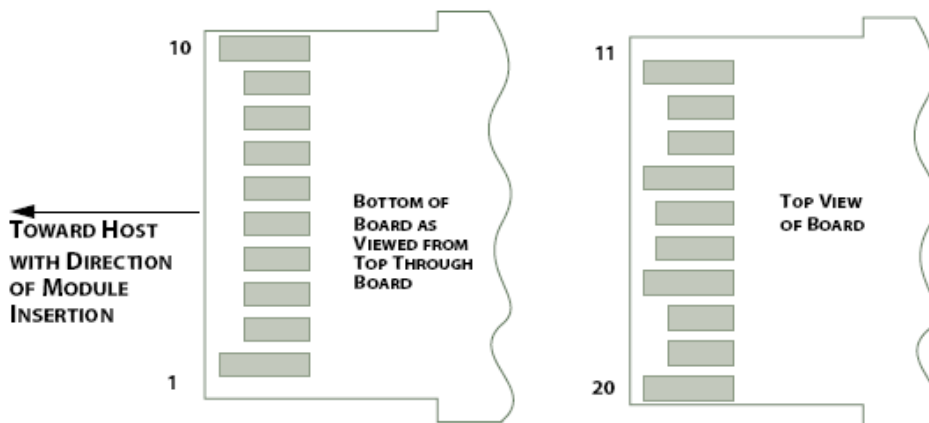 10
1
TOWARD HOST
WITH DIRECTION
OF MODULE
INSERTION
BOTTOM OF
BOARD AS
VIEWED FROM
TOP THROUGH
BOARD
11
20
TOP VIEW
OF BOARD